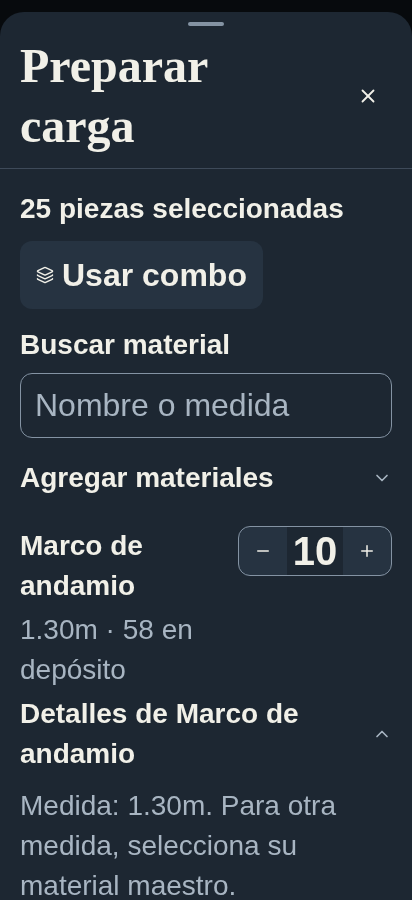 Preparar
carga
25 piezas seleccionadas
Usar combo
Buscar material
Nombre o medida
Agregar materiales
Marco de
andamio
− 10 +
1.30m · 58 en
depósito
Detalles de Marco de
andamio
Medida: 1.30m. Para otra
medida, selecciona su
material maestro.